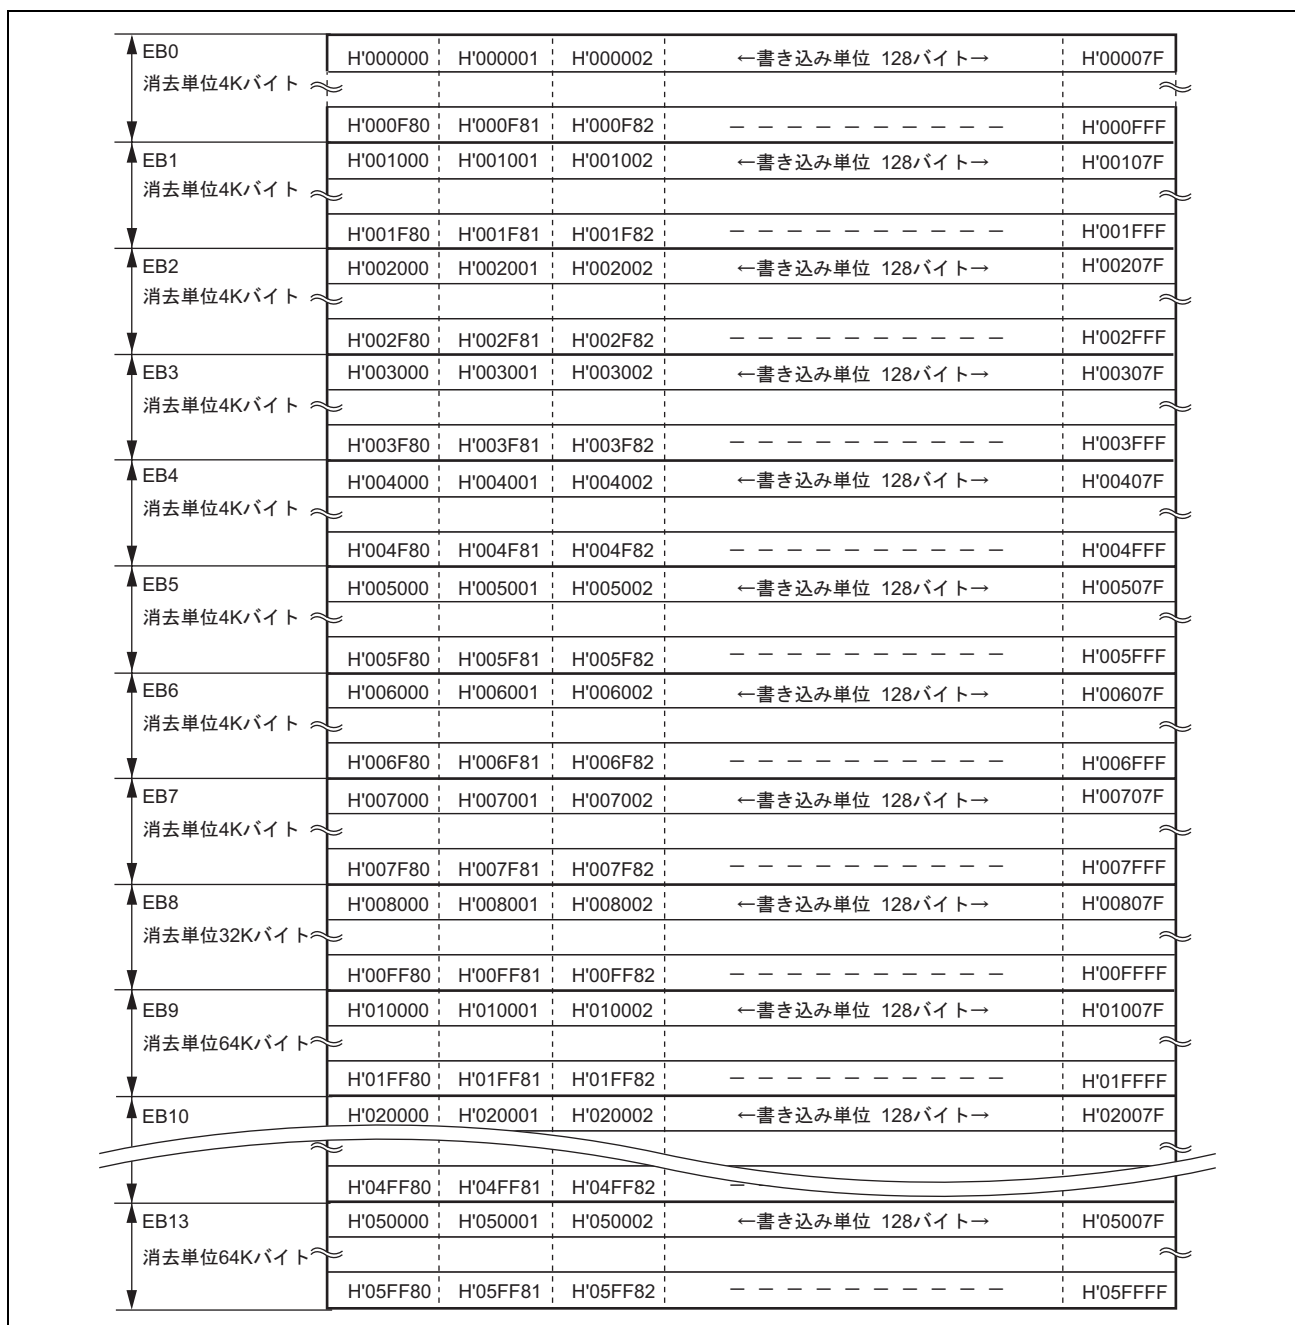 EB0 H'000000 H'000001 H'000002 ←書き込み単位 128バイト→ H'00007F
消去単位4Kバイト
H'000F80 H'000F81 H'000F82 － － － － － － － － － － H'000FFF
EB1 H'001000 H'001001 H'001002 ←書き込み単位 128バイト→ H'00107F
消去単位4Kバイト
H'001F80 H'001F81 H'001F82 － － － － － － － － － － H'001FFF
EB2 H'002000 H'002001 H'002002 ←書き込み単位 128バイト→ H'00207F
消去単位4Kバイト
H'002F80 H'002F81 H'002F82 － － － － － － － － － － H'002FFF
EB3 H'003000 H'003001 H'003002 ←書き込み単位 128バイト→ H'00307F
消去単位4Kバイト
H'003F80 H'003F81 H'003F82 － － － － － － － － － － H'003FFF
EB4 H'004000 H'004001 H'004002 ←書き込み単位 128バイト→ H'00407F
消去単位4Kバイト
H'004F80 H'004F81 H'004F82 － － － － － － － － － － H'004FFF
EB5 H'005000 H'005001 H'005002 ←書き込み単位 128バイト→ H'00507F
消去単位4Kバイト
H'005F80 H'005F81 H'005F82 － － － － － － － － － － H'005FFF
EB6 H'006000 H'006001 H'006002 ←書き込み単位 128バイト→ H'00607F
消去単位4Kバイト
H'006F80 H'006F81 H'006F82 － － － － － － － － － － H'006FFF
EB7 H'007000 H'007001 H'007002 ←書き込み単位 128バイト→ H'00707F
消去単位4Kバイト
H'007F80 H'007F81 H'007F82 － － － － － － － － － － H'007FFF
EB8 H'008000 H'008001 H'008002 ←書き込み単位 128バイト→ H'00807F
消去単位32Kバイト
H'00FF80 H'00FF81 H'00FF82 － － － － － － － － － － H'00FFFF
EB9 H'010000 H'010001 H'010002 ←書き込み単位 128バイト→ H'01007F
消去単位64Kバイト
H'01FF80 H'01FF81 H'01FF82 － － － － － － － － － － H'01FFFF
EB10 H'020000 H'020001 H'020002 ←書き込み単位 128バイト→ H'02007F
H'04FF80 H'04FF81 H'04FF82 － － H'04FFFF
EB13 H'050000 H'050001 H'050002 ←書き込み単位 128バイト→ H'05007F
消去単位64Kバイト
H'05FF80 H'05FF81 H'05FF82 － － － － － － － － － － H'05FFFF